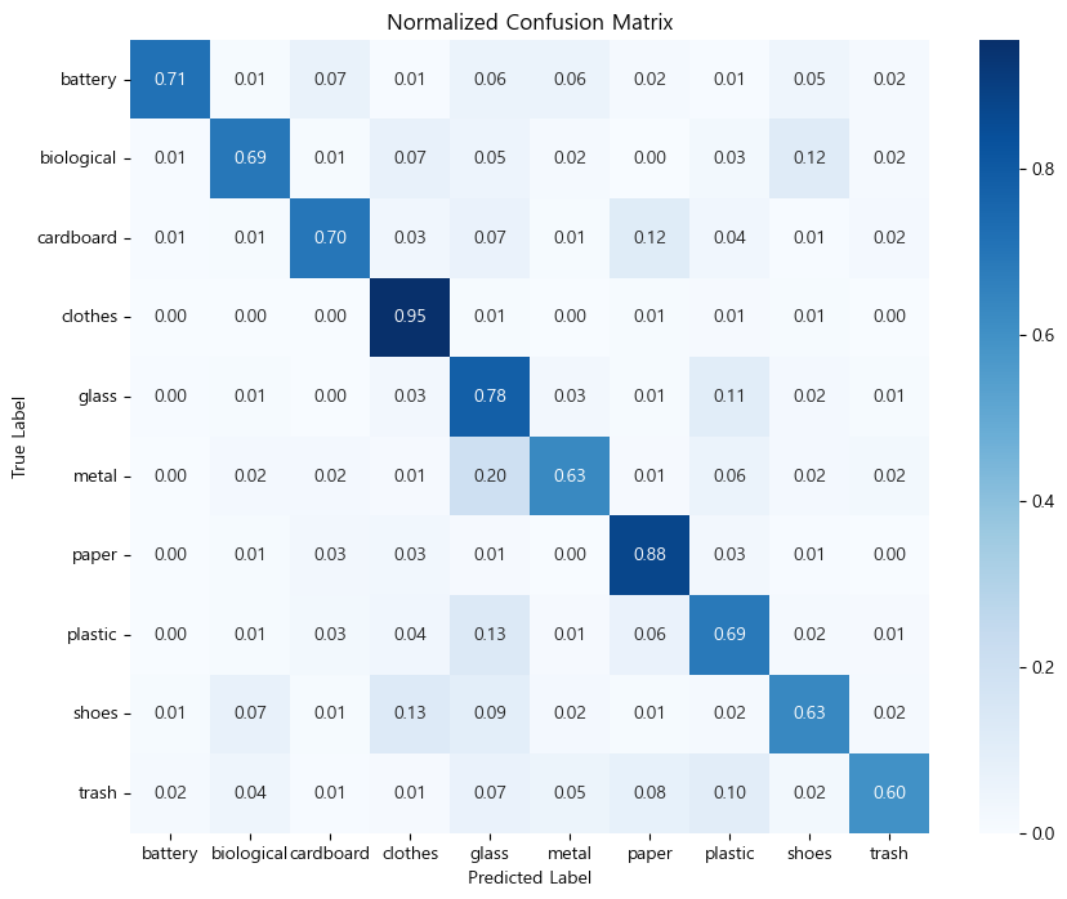 Normalized Confusion Matrix
battery 0.71 0.01 0.07 0.01 0.06 0.06 0.02 0.01 0.05 0.02
biological 0.01 0.69 0.01 0.07 0.05 0.02 0.00 0.03 0.12 0.02
cardboard 0.01 0.01 0.70 0.03 0.07 0.01 0.12 0.04 0.01 0.02
clothes 0.00 0.00 0.00 0.95 0.01 0.00 0.01 0.01 0.01 0.00
glass 0.00 0.01 0.00 0.03 0.78 0.03 0.01 0.11 0.02 0.01
metal 0.00 0.02 0.02 0.01 0.20 0.63 0.01 0.06 0.02 0.02
paper 0.00 0.01 0.03 0.03 0.01 0.00 0.88 0.03 0.01 0.00
plastic 0.00 0.01 0.03 0.04 0.13 0.01 0.06 0.69 0.02 0.01
shoes 0.01 0.07 0.01 0.13 0.09 0.02 0.01 0.02 0.63 0.02
trash 0.02 0.04 0.01 0.01 0.07 0.05 0.08 0.10 0.02 0.60
battery biological cardboard clothes glass metal paper plastic shoes trash
Predicted Label
True Label
0.8
0.6
0.4
0.2
0.0